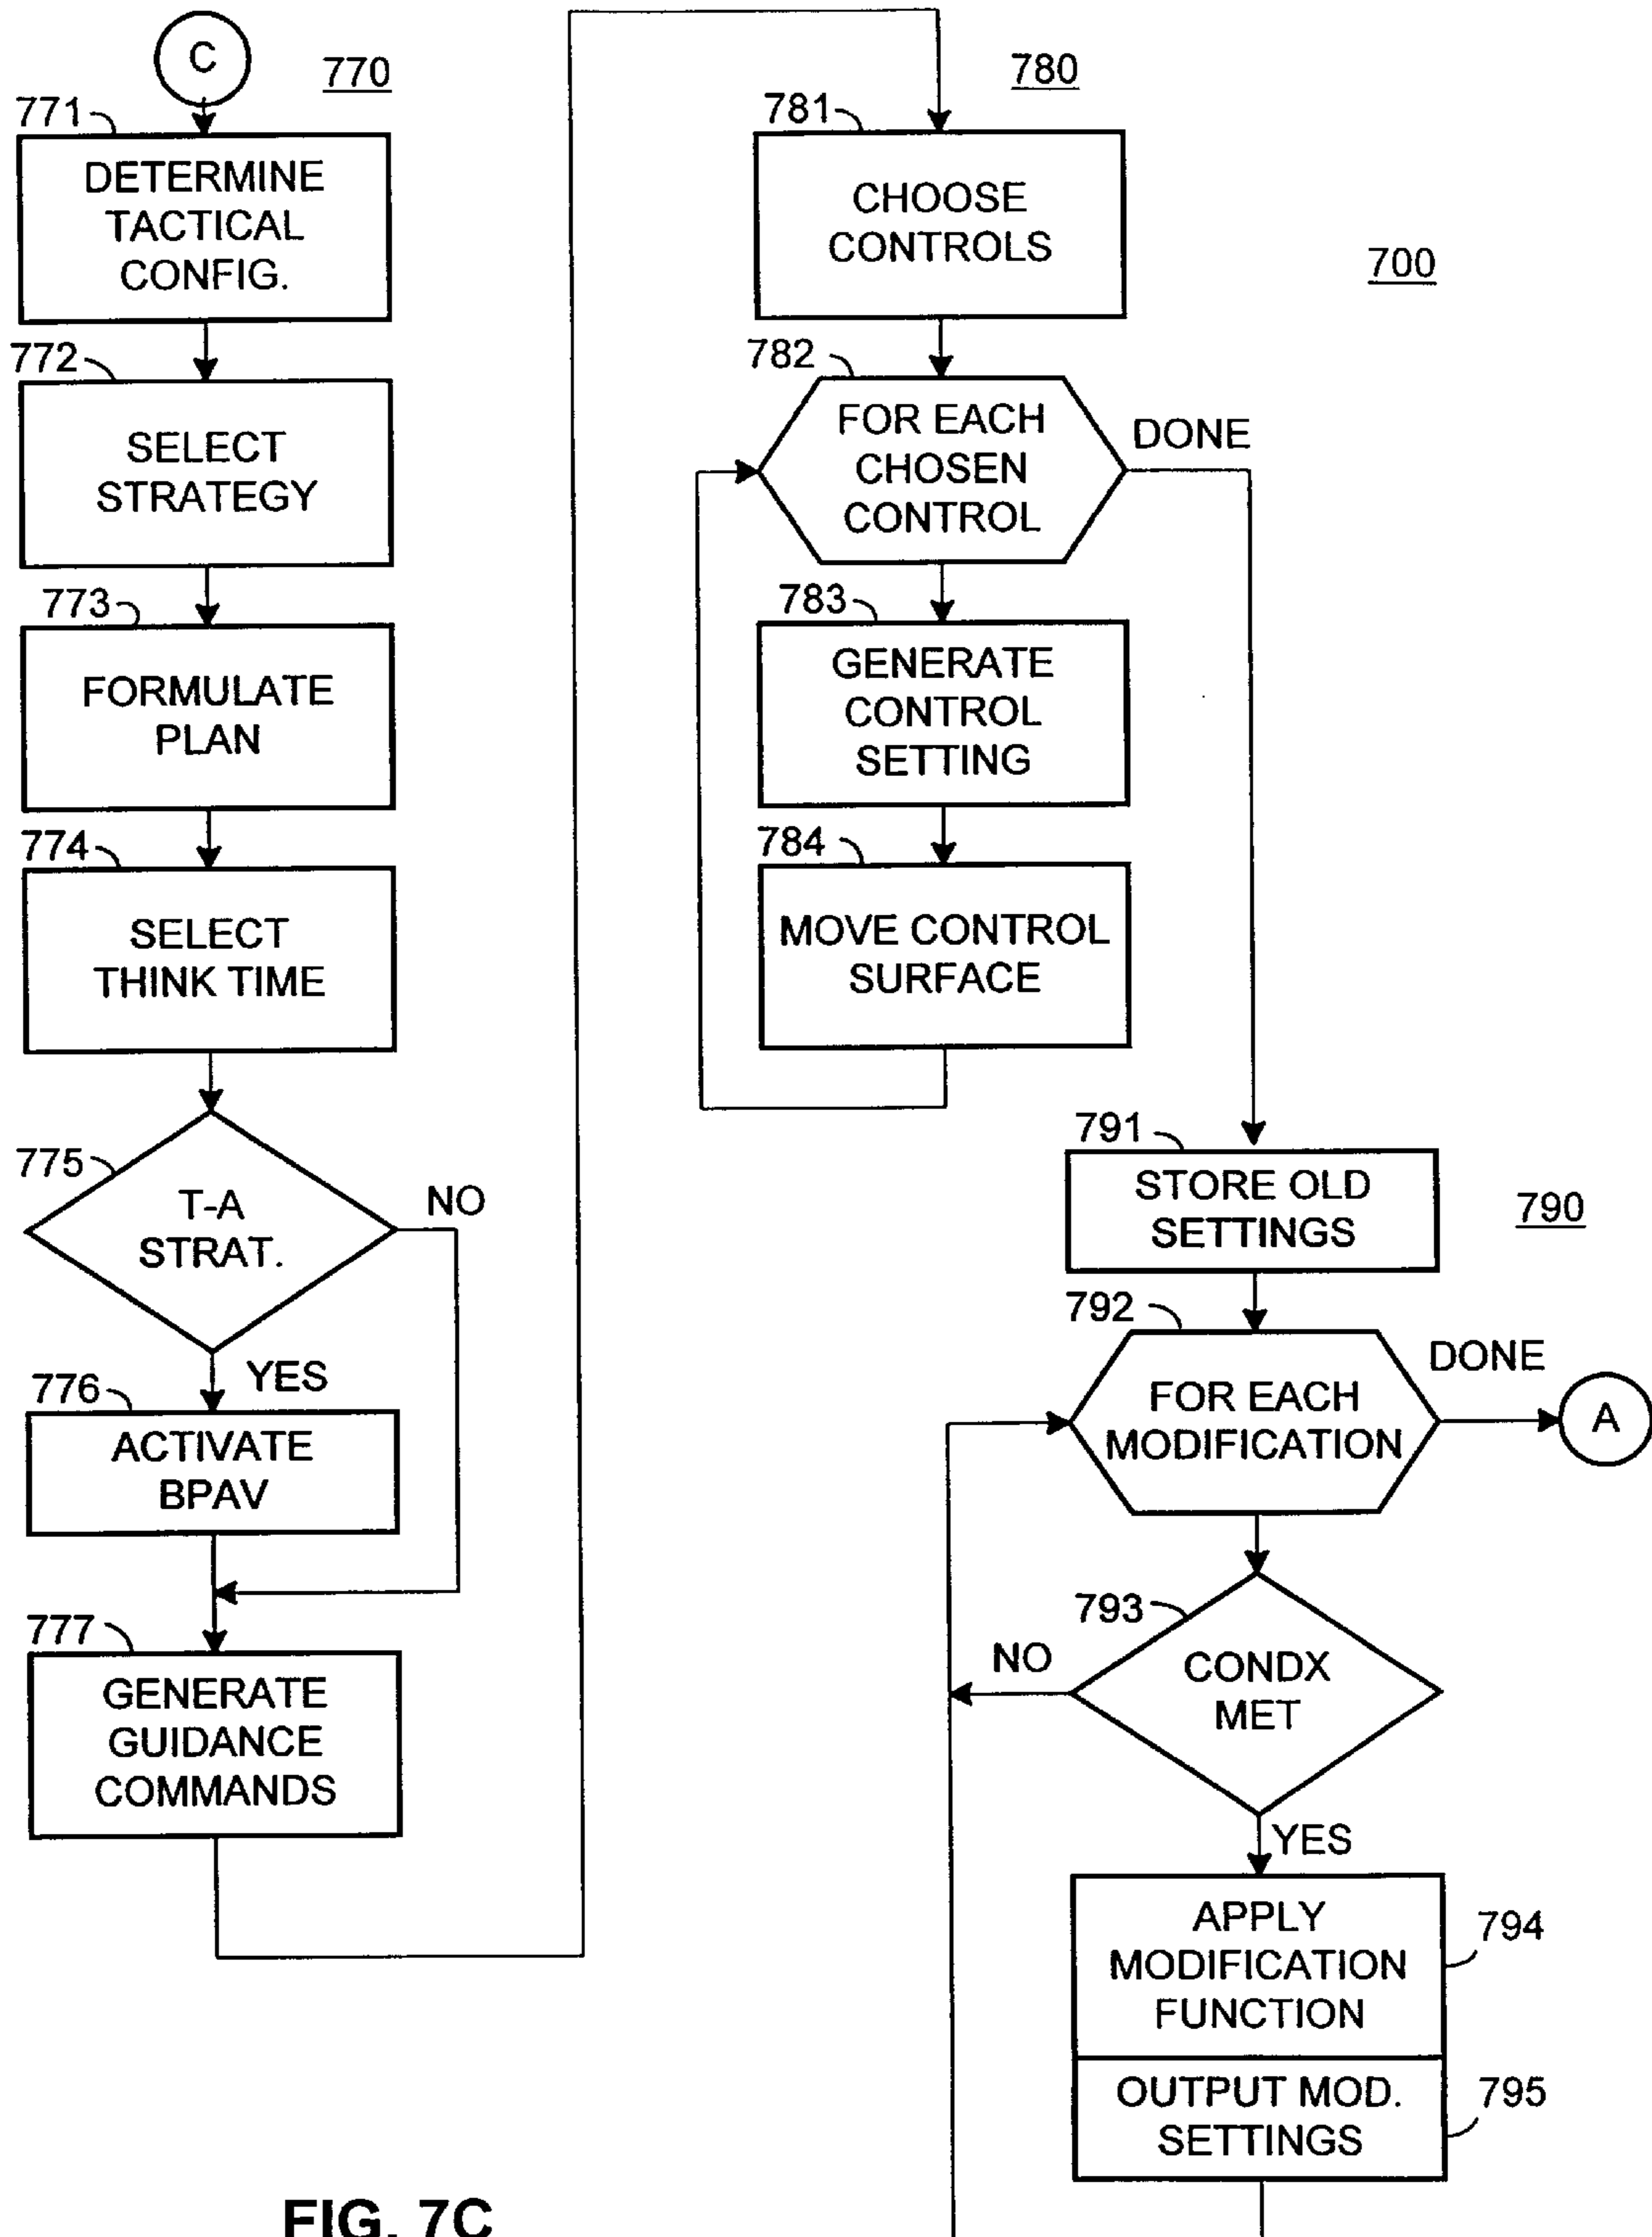 C
770
771
DETERMINE
TACTICAL
CONFIG.
772
SELECT
STRATEGY
773
FORMULATE
PLAN
774
SELECT
THINK TIME
775
T-A
STRAT.
NO
YES
776
ACTIVATE
BPAV
777
GENERATE
GUIDANCE
COMMANDS
780
781
CHOOSE
CONTROLS
700
782
FOR EACH
CHOSEN
CONTROL
DONE
783
GENERATE
CONTROL
SETTING
784
MOVE CONTROL
SURFACE
791
STORE OLD
SETTINGS
790
792
FOR EACH
MODIFICATION
DONE
A
793
CONDX
MET
NO
YES
APPLY
MODIFICATION
FUNCTION
794
OUTPUT MOD.
SETTINGS
795
FIG. 7C